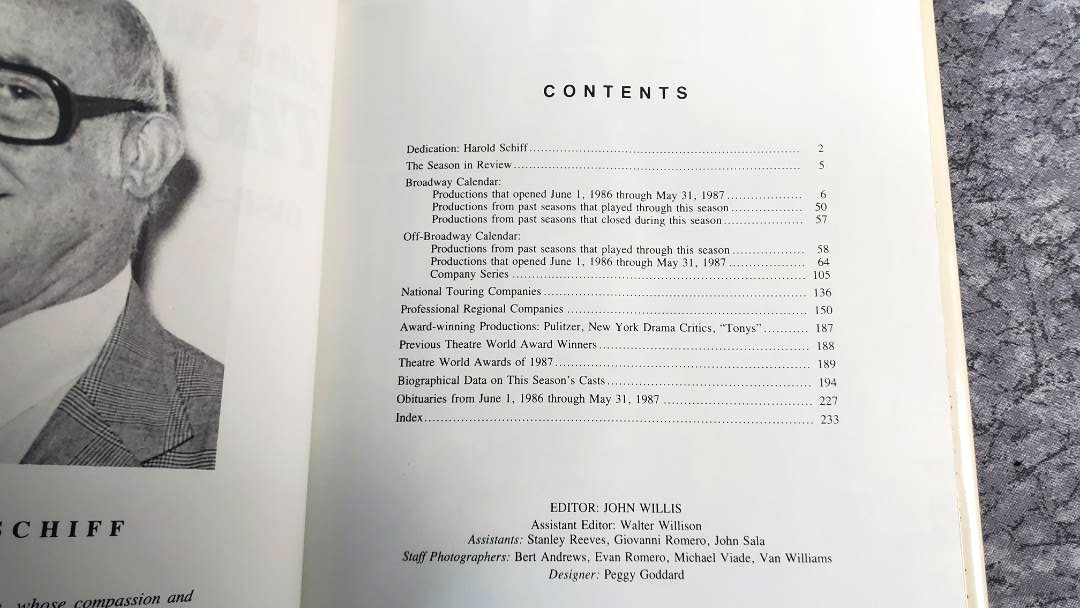 SCHIFF
whose compassion and
CONTENTS
Dedication: Harold Schiff 2
The Season in Review 5
Broadway Calendar:
Productions that opened June 1, 1986 through May 31, 1987 6
Productions from past seasons that played through this season 50
Productions from past seasons that closed during this season 57
Off-Broadway Calendar:
Productions from past seasons that played through this season 58
Productions that opened June 1, 1986 through May 31, 1987 64
Company Series 105
National Touring Companies 136
Professional Regional Companies 150
Award-winning Productions: Pulitzer, New York Drama Critics, “Tonys” 187
Previous Theatre World Award Winners 188
Theatre World Awards of 1987 189
Biographical Data on This Season’s Casts 194
Obituaries from June 1, 1986 through May 31, 1987 227
Index 233
EDITOR: JOHN WILLIS
Assistant Editor: Walter Willison
Assistants: Stanley Reeves, Giovanni Romero, John Sala
Staff Photographers: Bert Andrews, Evan Romero, Michael Viade, Van Williams
Designer: Peggy Goddard